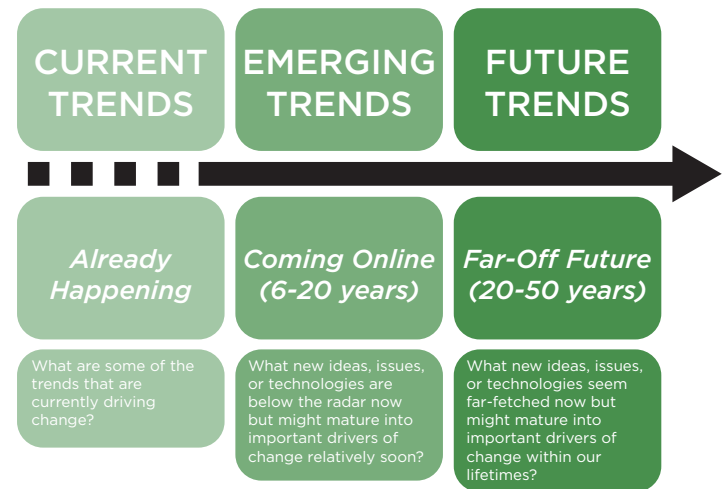 CURRENT
TRENDS
EMERGING
TRENDS
FUTURE
TRENDS
Already
Happening
Coming Online
(6-20 years)
Far-Off Future
(20-50 years)
What are some of the
trends that are
currently driving
change?
What new ideas, issues,
or technologies are
below the radar now
but might mature into
important drivers of
change relatively soon?
What new ideas, issues,
or technologies seem
far-fetched now but
might mature into
important drivers of
change within our
lifetimes?